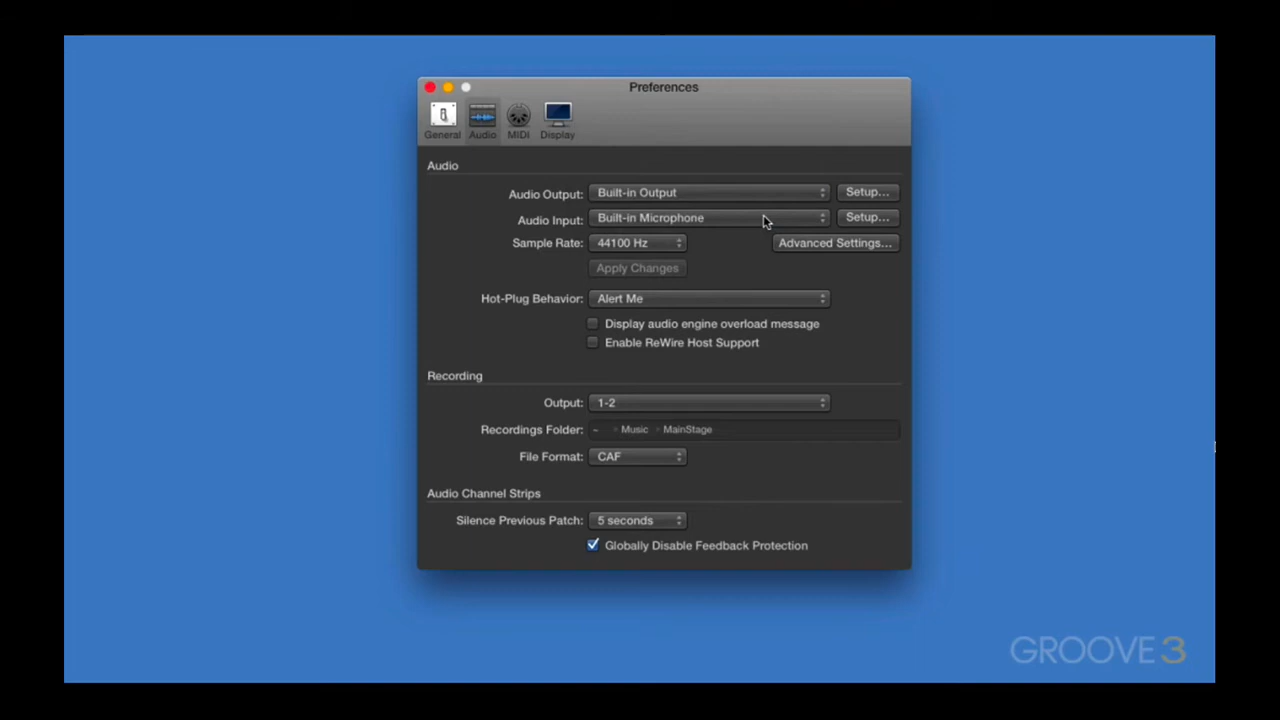 Preferences
General Audio MIDI Display
Audio
Audio Output: Built-in Output Setup...
Audio Input: Built-in Microphone Setup...
Sample Rate: 44100 Hz Advanced Settings...
Apply Changes
Hot-Plug Behavior: Alert Me
Display audio engine overload message
Enable ReWire Host Support
Recording
Output: 1-2
Recordings Folder: ~ Music MainStage
File Format: CAF
Audio Channel Strips
Silence Previous Patch: 5 seconds
Globally Disable Feedback Protection
GROOVE3